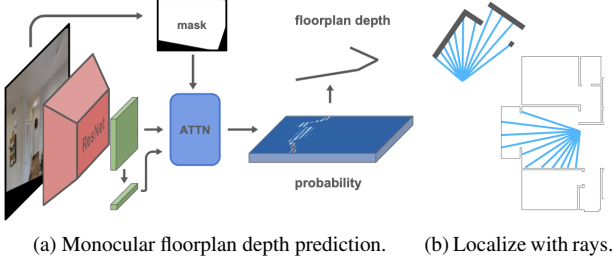 mask
floorplan depth
ResNet
ATTN
probability
(a) Monocular floorplan depth prediction.
(b) Localize with rays.